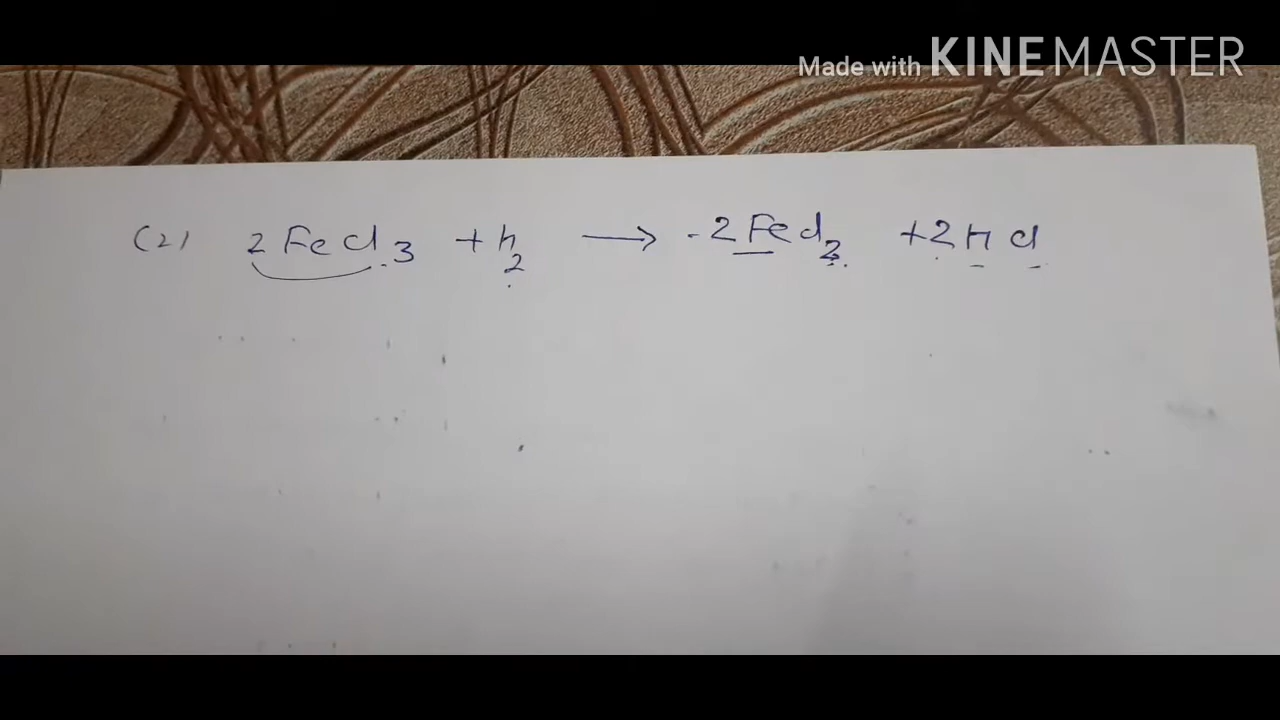 Made with KINEMASTER
(2) 2FeCl3 + h2 → 2FeCl2 + 2HCl